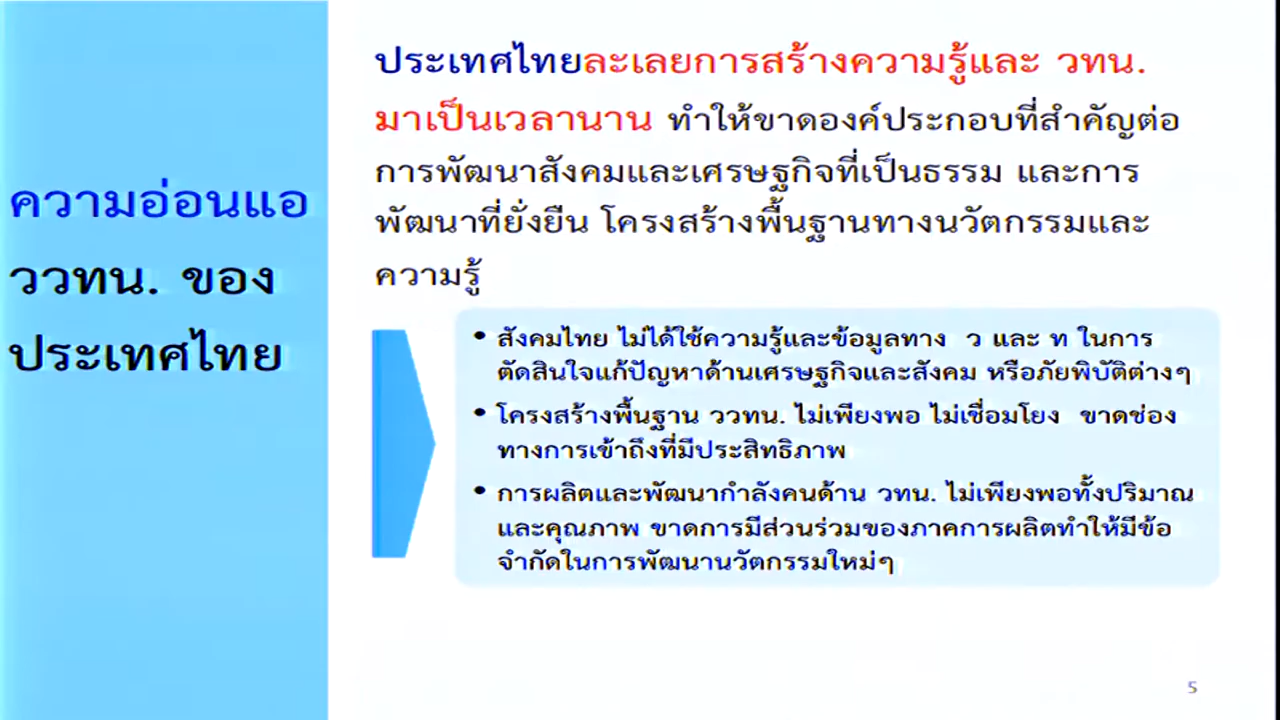 ความอ่อนแอ
ววทน. ของ
ประเทศไทย
ประเทศไทยละเลยการสร้างความรู้และ วทน.
มาเป็นเวลานาน ทำให้ขาดองค์ประกอบที่สำคัญต่อ
การพัฒนาสังคมและเศรษฐกิจที่เป็นธรรม และการ
พัฒนาที่ยั่งยืน โครงสร้างพื้นฐานทางนวัตกรรมและ
ความรู้
• สังคมไทย ไม่ได้ใช้ความรู้และข้อมูลทาง ว และ ท ในการ
ตัดสินใจแก้ปัญหาด้านเศรษฐกิจและสังคม หรือภัยพิบัติต่างๆ
• โครงสร้างพื้นฐาน ววทน. ไม่เพียงพอ ไม่เชื่อมโยง ขาดช่อง
ทางการเข้าถึงที่มีประสิทธิภาพ
• การผลิตและพัฒนากำลังคนด้าน วทน. ไม่เพียงพอทั้งปริมาณ
และคุณภาพ ขาดการมีส่วนร่วมของภาคการผลิตทำให้มีข้อ
จำกัดในการพัฒนานวัตกรรมใหม่ๆ
5